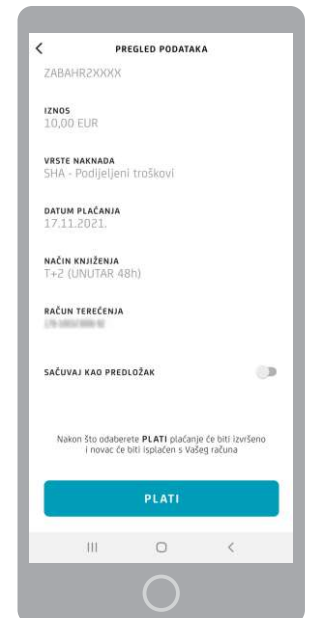 PREGLED PODATAKA
ZABAHR2XXXX
IZNOS
10,00 EUR
VRSTE NAKNADA
SHA - Podijeljeni troškovi
DATUM PLAĆANJA
17.11.2021.
NAČIN KNJIŽENJA
T+2 (UNUTAR 48h)
RAČUN TEREĆENJA
SAČUVAJ KAO PREDLOŽAK
Nakon što odaberete PLATI plaćanje će biti izvršeno
i novac će biti isplaćen s Vašeg računa
PLATI